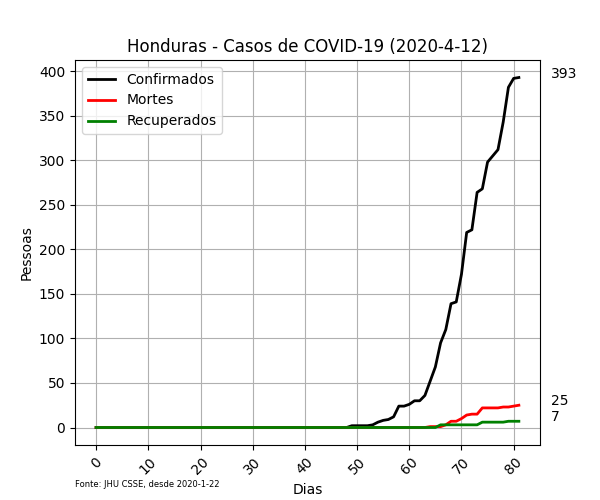 Honduras - Casos de COVID-19 (2020-4-12)
Confirmados
Mortes
Recuperados
400
350
300
250
200
150
100
50
0
Pessoas
393
25
7
0 10 20 30 40 50 60 70 80
Dias
Fonte: JHU CSSE, desde 2020-1-22